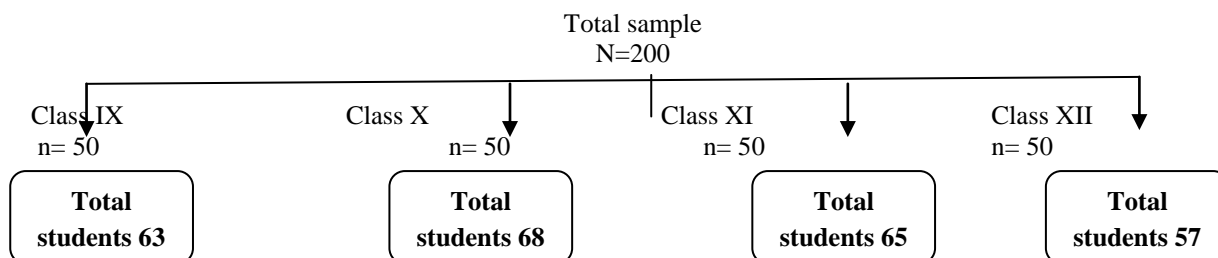 Total sample
N=200
Class IX Class X Class XI Class XII
n= 50 n= 50 n= 50 n= 50
Total Total Total Total
students 63 students 68 students 65 students 57